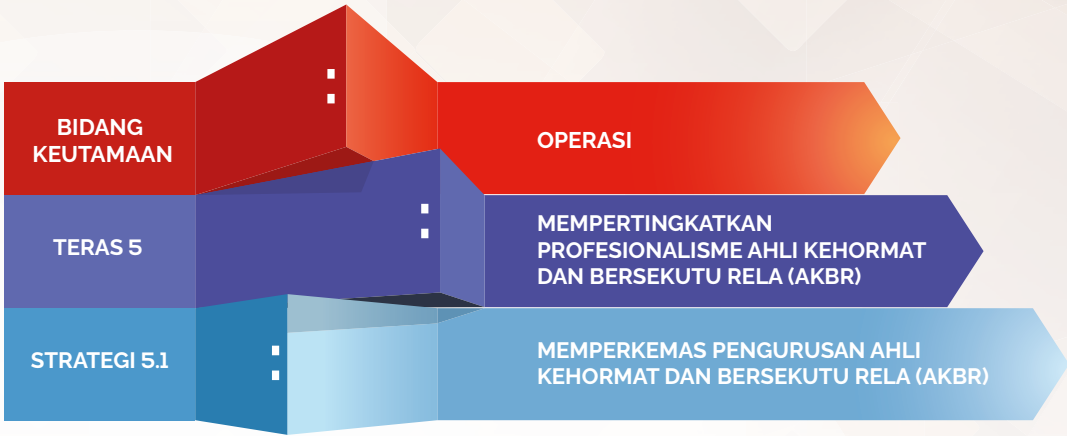 BIDANG
KEUTAMAAN
:
OPERASI
TERAS 5
:
MEMPERTINGKATKAN
PROFESIONALISME AHLI KEHORMAT
DAN BERSEKUTU RELA (AKBR)
STRATEGI 5.1
:
MEMPERKEMAS PENGURUSAN AHLI
KEHORMAT DAN BERSEKUTU RELA (AKBR)